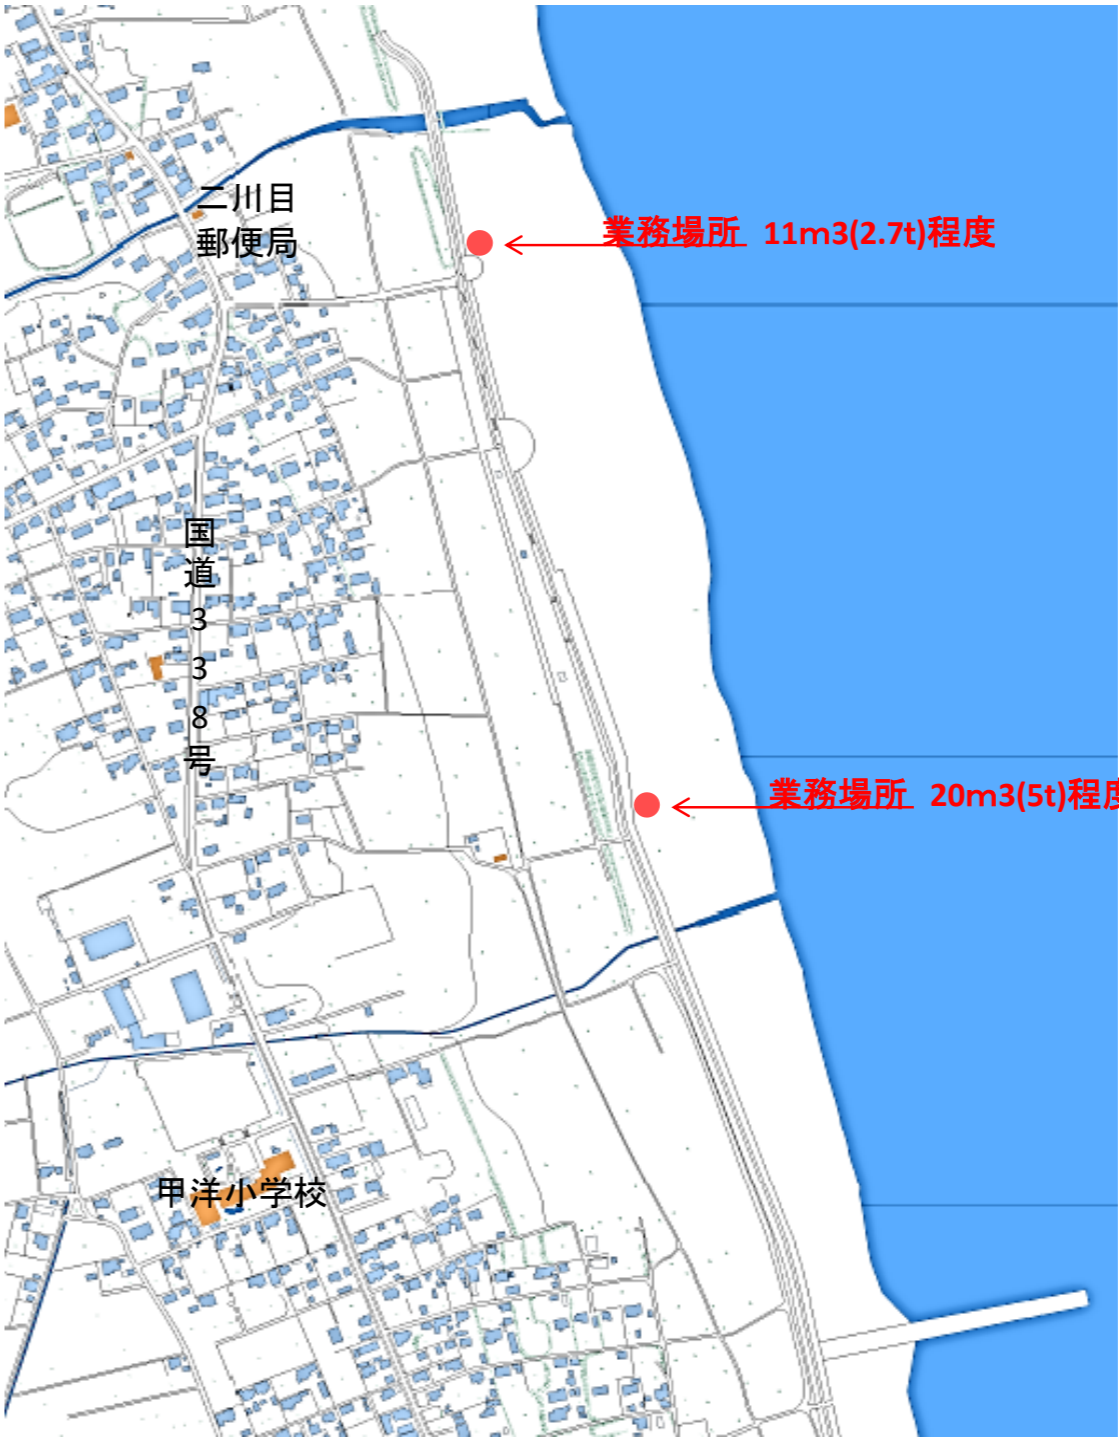 二川目
郵便局
業務場所 11m3(2.7t)程度
国道338号
業務場所 20m3(5t)程度
甲洋小学校